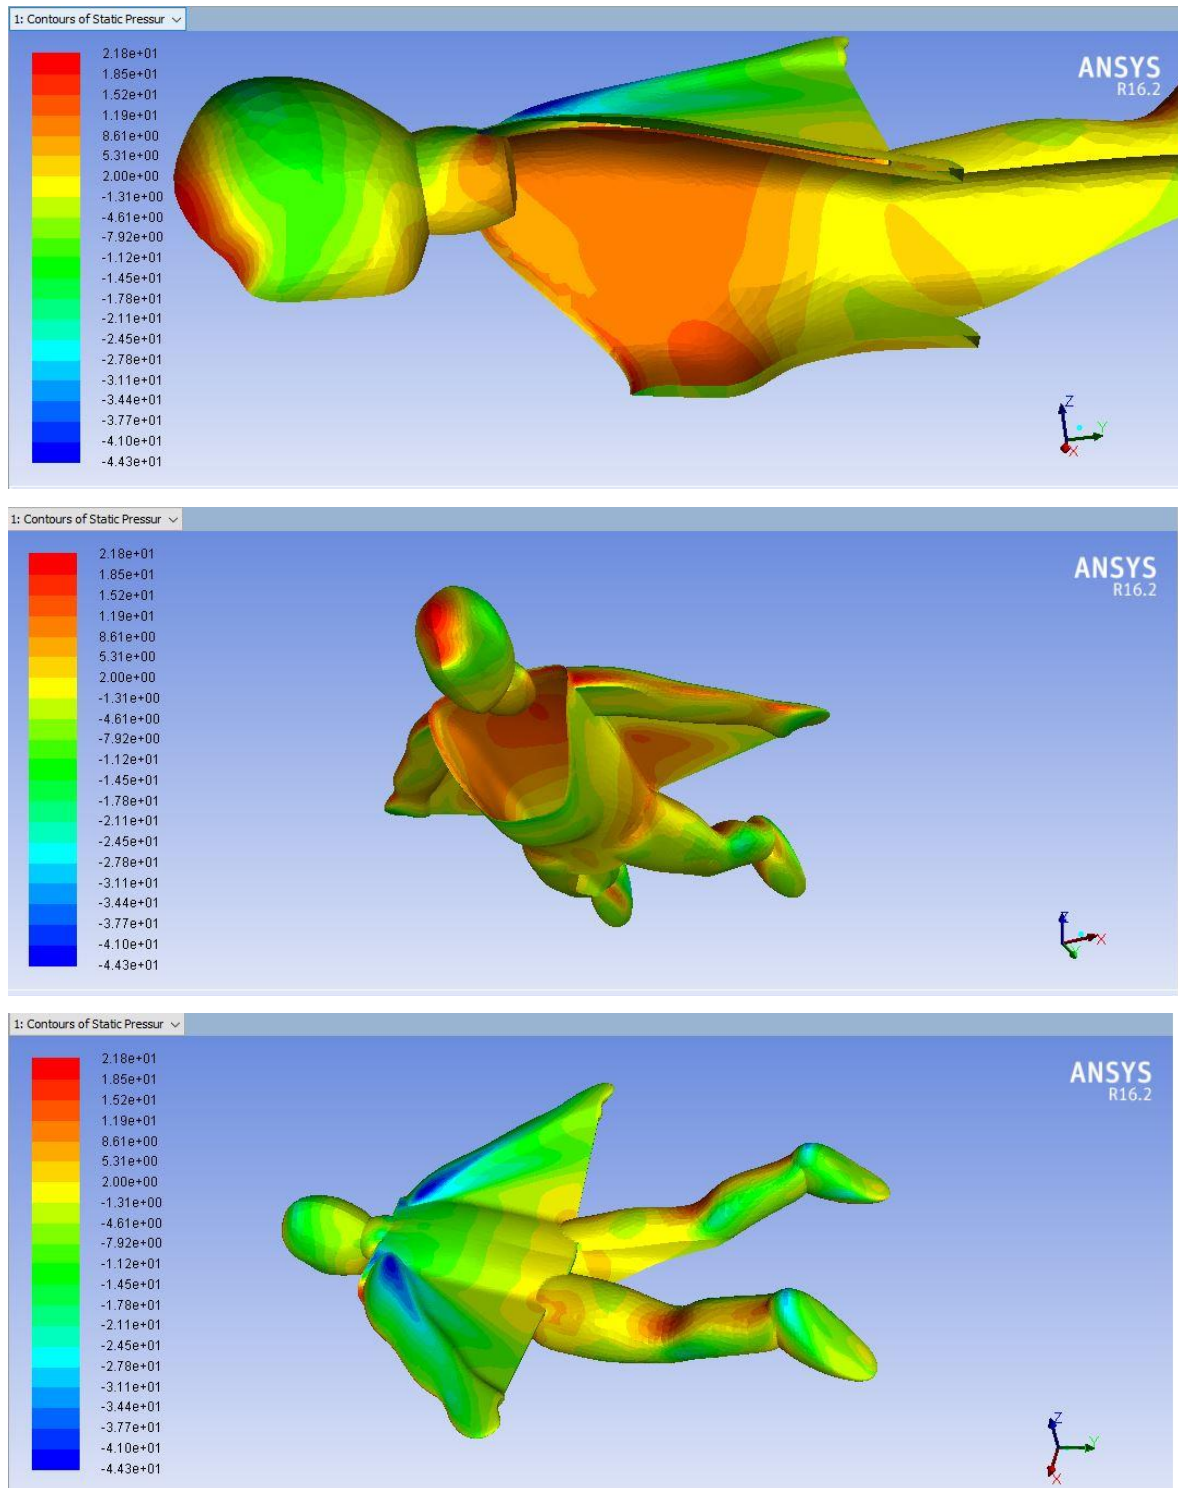 1: Contours of Static Pressur
2.18e+01
1.85e+01
1.52e+01
1.19e+01
8.61e+00
5.31e+00
2.00e+00
-1.31e+00
-4.61e+00
-7.92e+00
-1.12e+01
-1.45e+01
-1.78e+01
-2.11e+01
-2.45e+01
-2.78e+01
-3.11e+01
-3.44e+01
-3.77e+01
-4.10e+01
-4.43e+01
ANSYS
R16.2
Z
Y
X
1: Contours of Static Pressur
2.18e+01
1.85e+01
1.52e+01
1.19e+01
8.61e+00
5.31e+00
2.00e+00
-1.31e+00
-4.61e+00
-7.92e+00
-1.12e+01
-1.45e+01
-1.78e+01
-2.11e+01
-2.45e+01
-2.78e+01
-3.11e+01
-3.44e+01
-3.77e+01
-4.10e+01
-4.43e+01
ANSYS
R16.2
Z
X
Y
1: Contours of Static Pressur
2.18e+01
1.85e+01
1.52e+01
1.19e+01
8.61e+00
5.31e+00
2.00e+00
-1.31e+00
-4.61e+00
-7.92e+00
-1.12e+01
-1.45e+01
-1.78e+01
-2.11e+01
-2.45e+01
-2.78e+01
-3.11e+01
-3.44e+01
-3.77e+01
-4.10e+01
-4.43e+01
ANSYS
R16.2
Z
Y
X